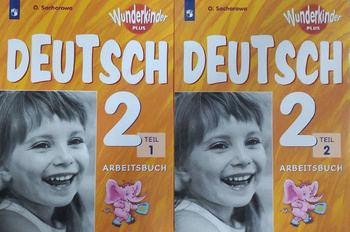 O. Sacharowa
Wunderkinder
PLUS
DEUTSCH
2
TEIL
1
ARBEITSBUCH
O. Sacharowa
Wunderkinder
PLUS
DEUTSCH
2
TEIL
2
ARBEITSBUCH